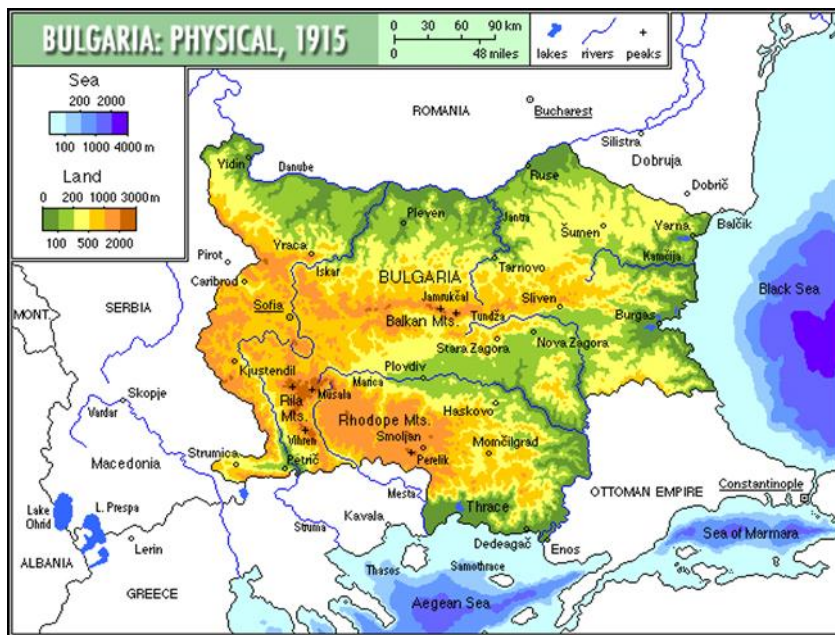 BULGARIA: PHYSICAL, 1915
0 30 60 90 km
0 48 miles
lakes rivers peaks
Sea
200 2000
100 1000 4000 m
Land
0 200 1000 3000 m
100 500 2000
ROMANIA
Bucharest
Silistra
Dobruja
Dobrič
Balčik
Vidin
Danube
Ruse
Pleven
Jantra
Šumen
Varna
Kamčija
Vraca
Iskar
Pirot
Caribrod
BULGARIA
Tarnovo
Jamrukčal
Sofia
Balkan Mts.
Tundža
Sliven
Burgas
Black Sea
SERBIA
MONT.
Stara Zagora
Nova Zagora
Kjustendil
Plovdiv
Marica
Musala
Rila
Mts.
Skopje
Vardar
Haskovo
Rhodope Mts.
Smoljan
Momčilgrad
Vihren
Perelik
Strumica
Petrič
Macedonia
Mesta
OTTOMAN EMPIRE
Constantinople
Lake
Ohrid
L. Prespa
Kavala
Thrace
Struma
Dedeagač
Enos
Sea of Marmara
ALBANIA
Lerin
GREECE
Thasos
Samothrace
Aegean Sea